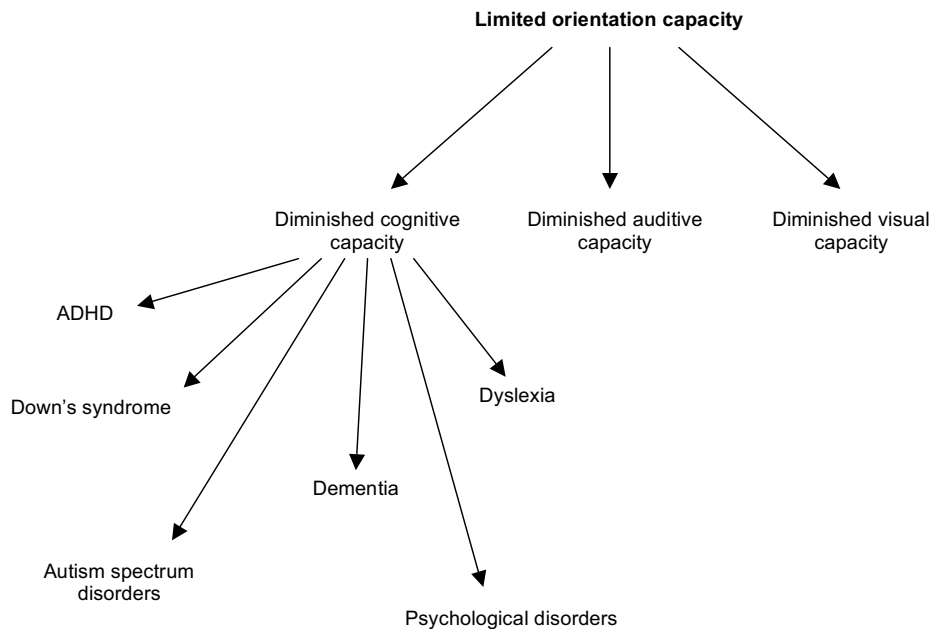 Limited orientation capacity
Diminished cognitive
capacity
Diminished auditive
capacity
Diminished visual
capacity
ADHD
Down’s syndrome
Dyslexia
Dementia
Autism spectrum
disorders
Psychological disorders